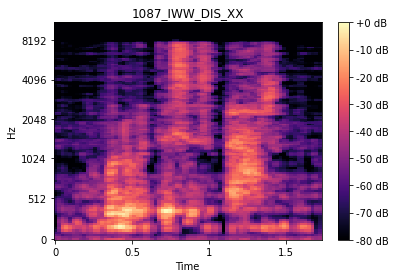 1087_IWW_DIS_XX
8192
4096
2048
1024
512
0
Hz
0
0.5
1
1.5
Time
+0 dB
-10 dB
-20 dB
-30 dB
-40 dB
-50 dB
-60 dB
-70 dB
-80 dB